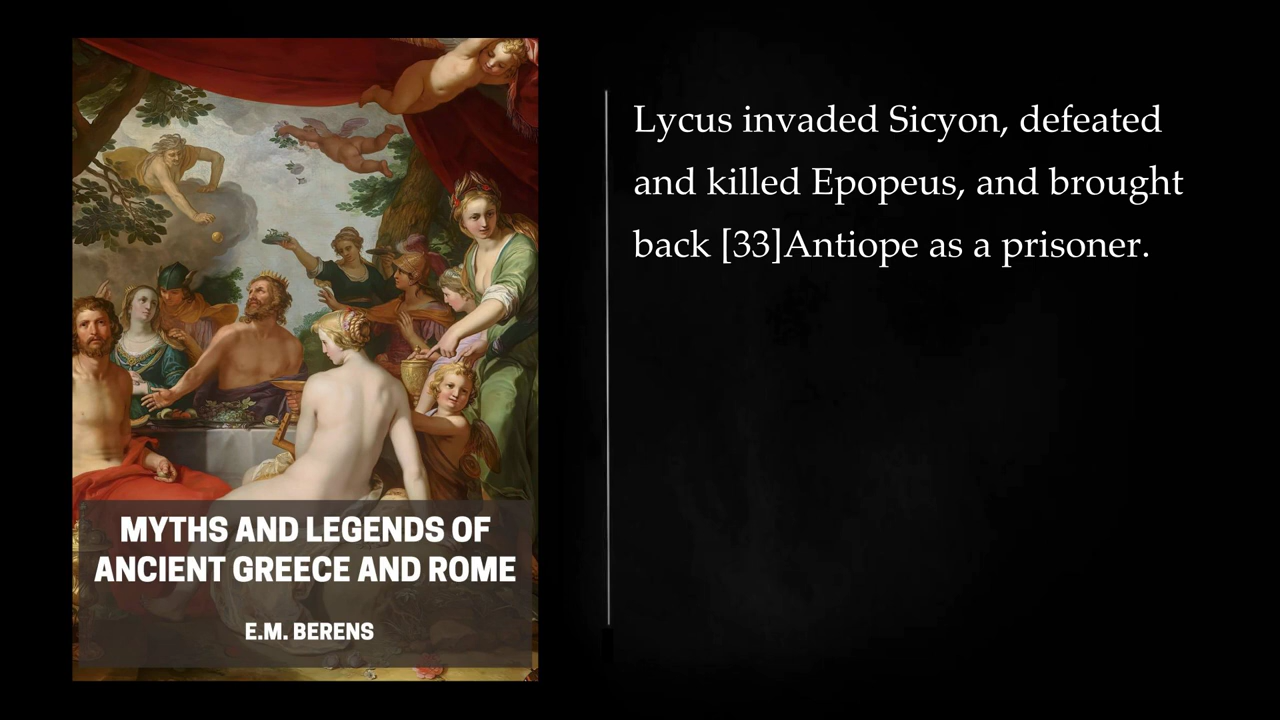 MYTHS AND LEGENDS OF
ANCIENT GREECE AND ROME
E.M. BERENS
Lycus invaded Sicyon, defeated
and killed Epopeus, and brought
back [33]Antiope as a prisoner.